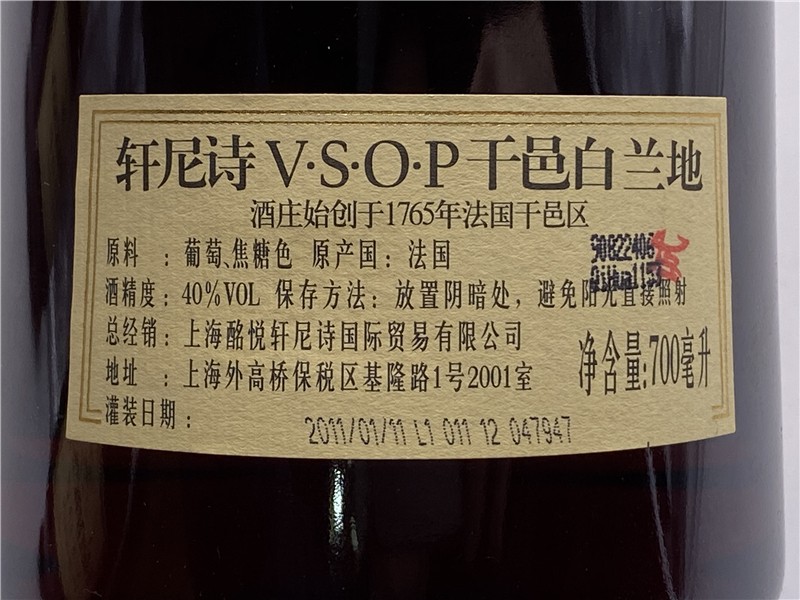 轩尼诗 V·S·O·P 干邑白兰地
酒庄始创于1765年法国干邑区
原料 : 葡萄、焦糖色 原产国: 法国
90822406
酒精度: 40%VOL 保存方法: 放置阴暗处, 避免阳光直接照射
总经销: 上海酩悦轩尼诗国际贸易有限公司
地址 : 上海外高桥保税区基隆路1号2001室
净含量:700毫升
灌装日期:
2011/01/11 L1 011 12 047947